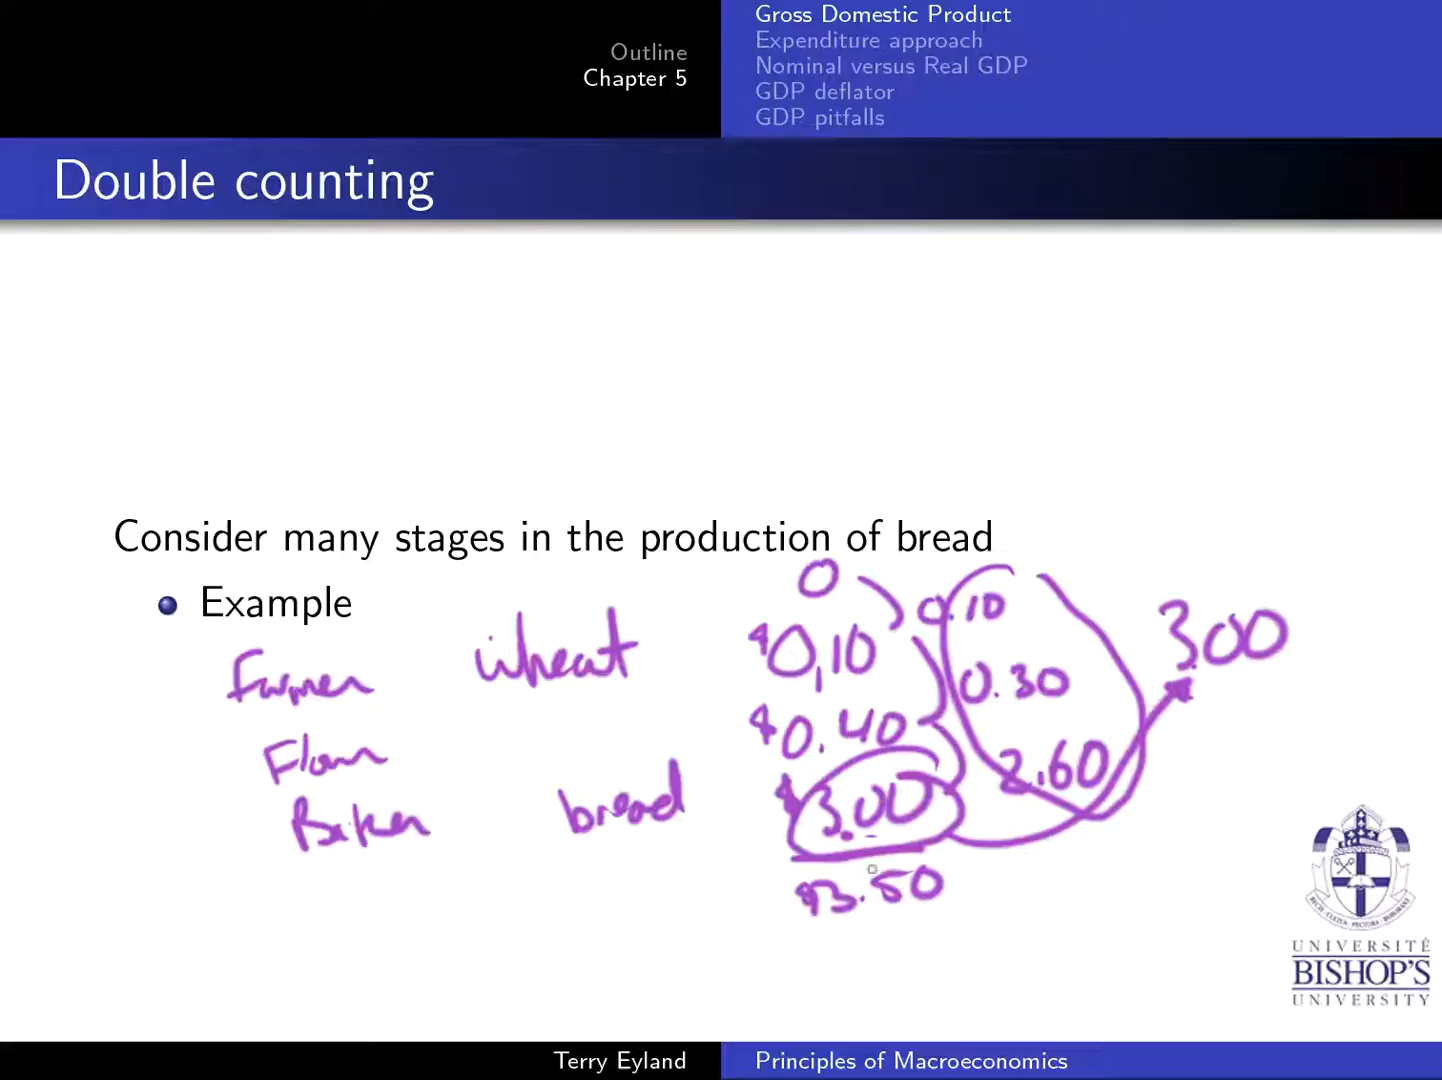 Outline
Chapter 5
Gross Domestic Product
Expenditure approach
Nominal versus Real GDP
GDP deflator
GDP pitfalls
Double counting
Consider many stages in the production of bread
Example
0
0.10
Farmer wheat $0,10
3.00
0.30
Flour $0.40
2.60
Baker bread $3.00
$3.50
UNIVERSITÉ
BISHOP'S
UNIVERSITY
Terry Eyland
Principles of Macroeconomics